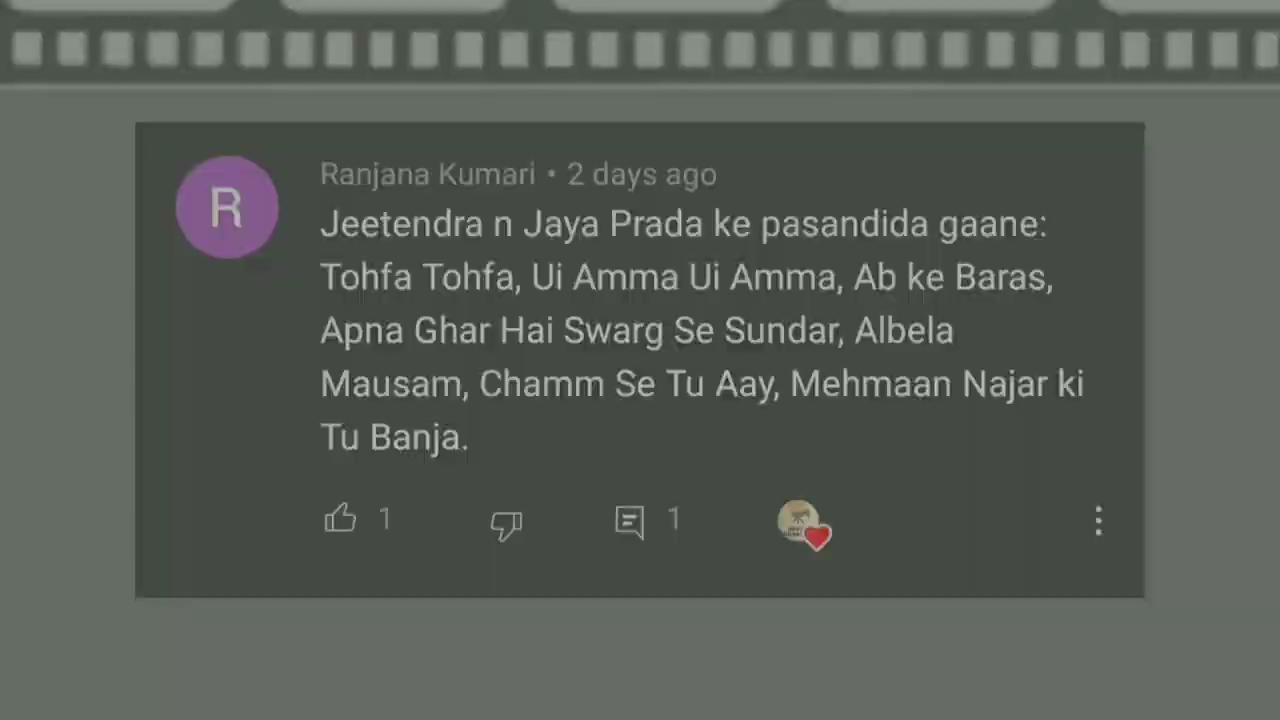 R
Ranjana Kumari • 2 days ago
Jeetendra n Jaya Prada ke pasandida gaane:
Tohfa Tohfa, Ui Amma Ui Amma, Ab ke Baras,
Apna Ghar Hai Swarg Se Sundar, Albela
Mausam, Chamm Se Tu Aay, Mehmaan Najar ki
Tu Banja.
1 1